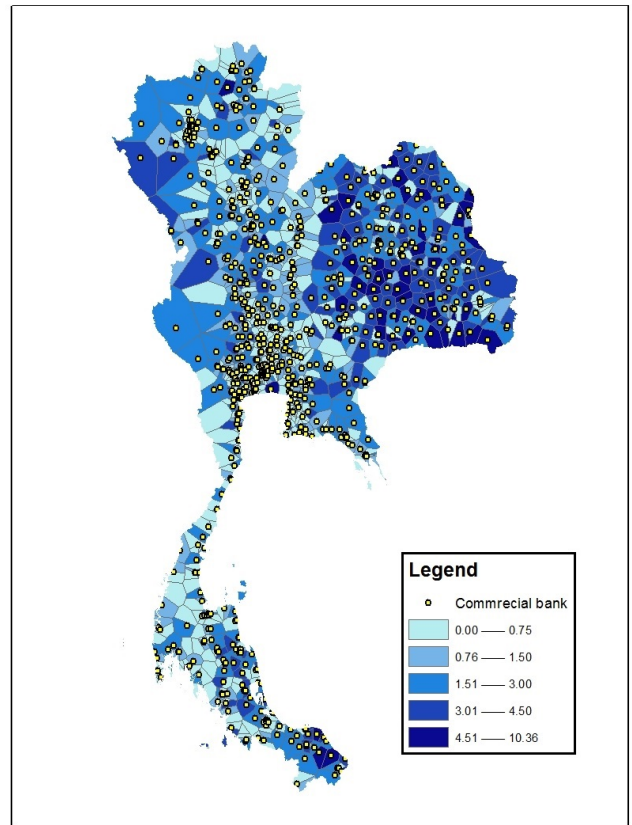 Legend
Commrecial bank
0.00 —— 0.75
0.76 —— 1.50
1.51 —— 3.00
3.01 —— 4.50
4.51 —— 10.36